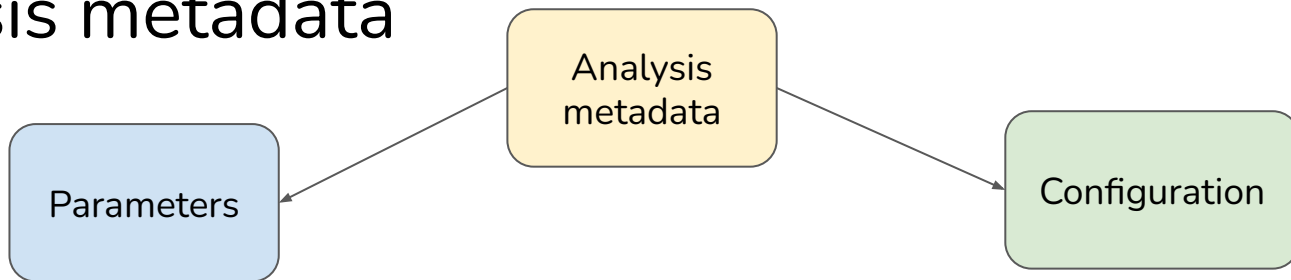 sis metadata
Analysis
metadata
Parameters
Configuration